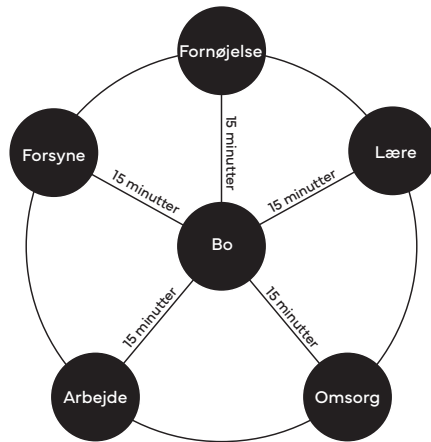 Fornøjelse
15 minutter
Forsyne
15 minutter
Lære
15 minutter
Bo
15 minutter
Arbejde
15 minutter
Omsorg